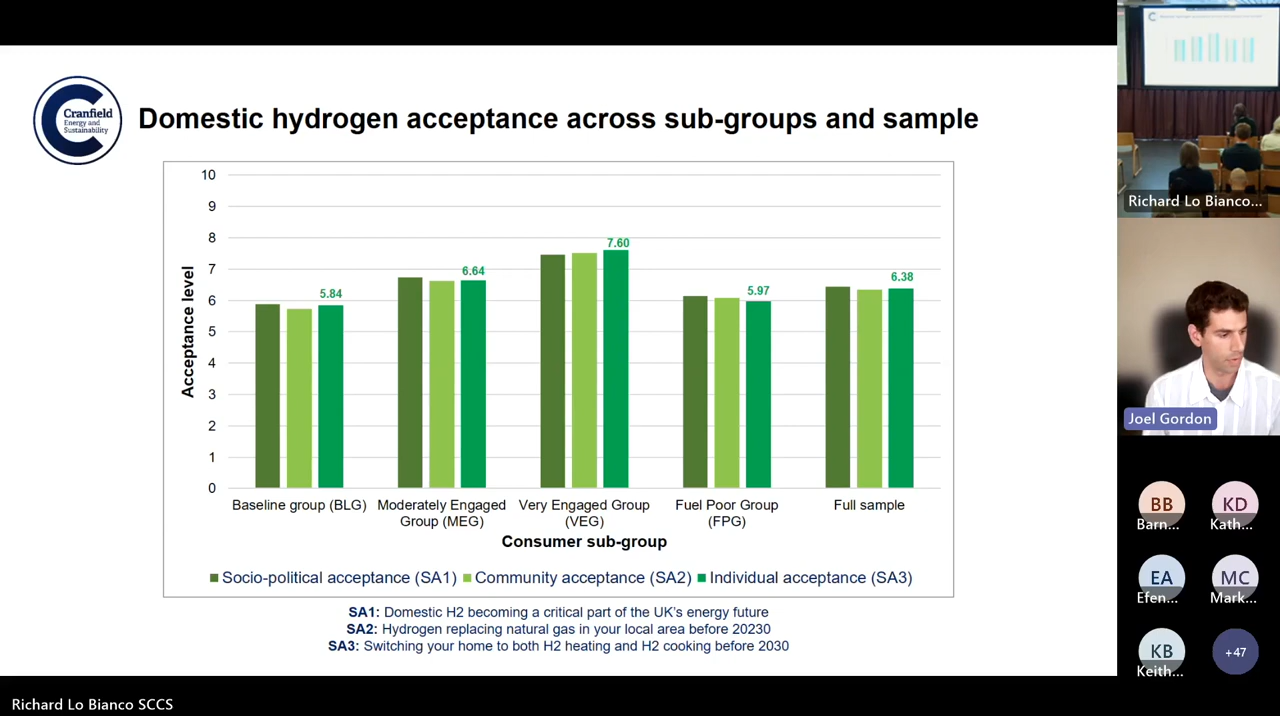 Cranfield
Energy and
Sustainability
Domestic hydrogen acceptance across sub-groups and sample
10
9
8
7
6
5
4
3
2
1
0
Acceptance level
5.84
6.64
7.60
5.97
6.38
Baseline group (BLG)
Moderately Engaged
Group (MEG)
Very Engaged Group
(VEG)
Fuel Poor Group
(FPG)
Full sample
Consumer sub-group
Socio-political acceptance (SA1)
Community acceptance (SA2)
Individual acceptance (SA3)
SA1: Domestic H2 becoming a critical part of the UK's energy future
SA2: Hydrogen replacing natural gas in your local area before 20230
SA3: Switching your home to both H2 heating and H2 cooking before 2030
Richard Lo Bianco...
Joel Gordon
BB
Barn...
KD
Kath...
EA
Efen...
MC
Mark...
KB
Keith...
+47
Richard Lo Bianco SCCS